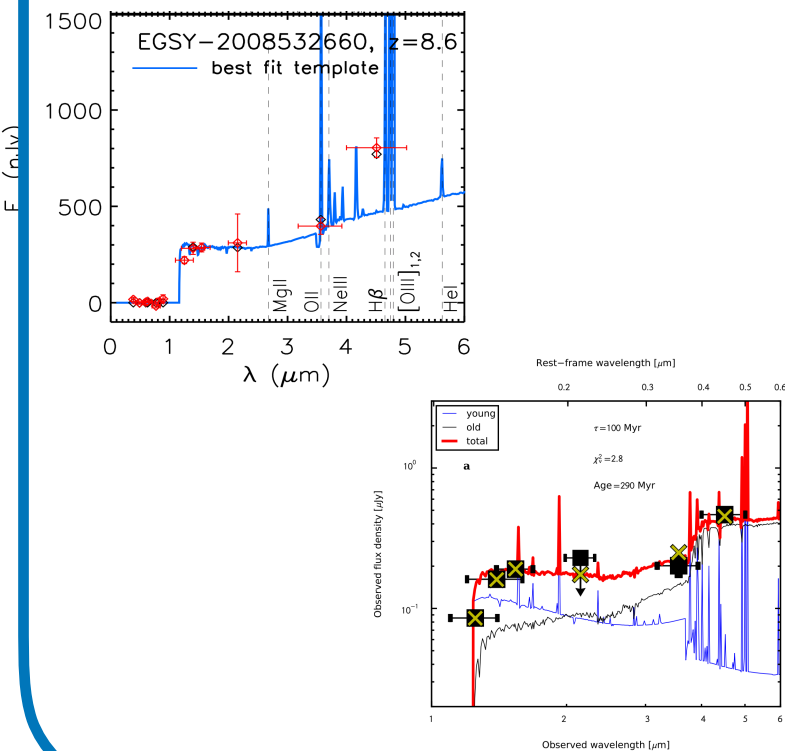 1500
EGSY−2008532660, z=8.6
best fit template
1000
500
0
MgII
OII
NeIII
Hβ
[OIII]1,2
HeI
0 1 2 3 4 5 6
λ (μm)
Rest−frame wavelength [μm]
0.2 0.3 0.4 0.5 0.6
young
old
total
τ=100 Myr
χ²ᵥ=2.8
a
Age=290 Myr
10⁰
10⁻¹
Observed flux density [μJy]
1 2 3 4 5 6
Observed wavelength [μm]